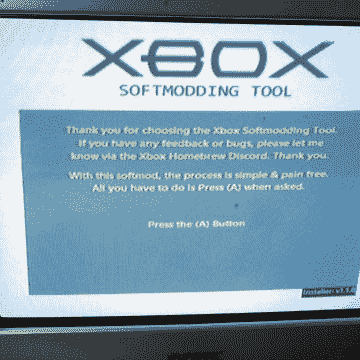 XBOX
SOFTMODDING TOOL
Thank you for choosing the Xbox Softmodding Tool.
If you have any feedback or bugs, please let me
know via the Xbox Homebrew Discord. Thank you.
With this softmod, the process is simple & pain free.
All you have to do is Press (A) when asked.
Press the (A) Button
Installer: